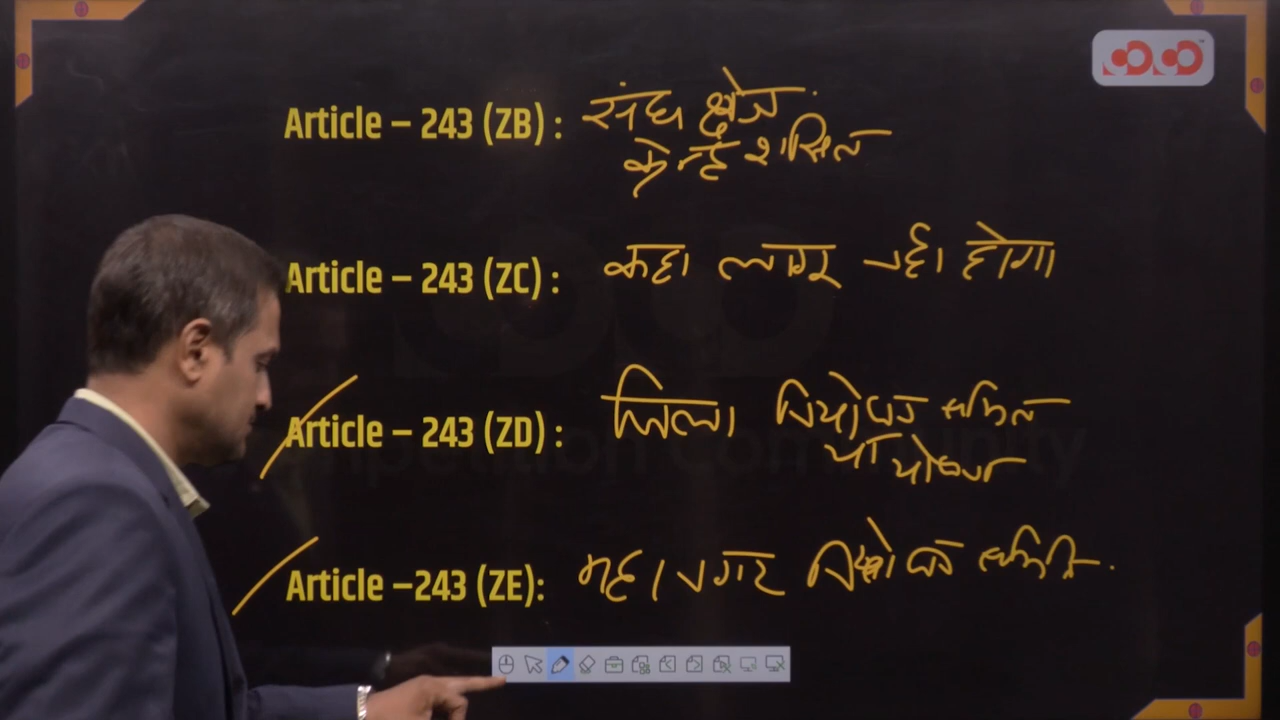 Article – 243 (ZB) : संघ क्षेत्र
केन्द्र शासित
Article – 243 (ZC) : कहा लागू नही होगा
Article – 243 (ZD) : जिला नियोजन समिति
या योजना
Article –243 (ZE): महानगर नियोजन समिति.